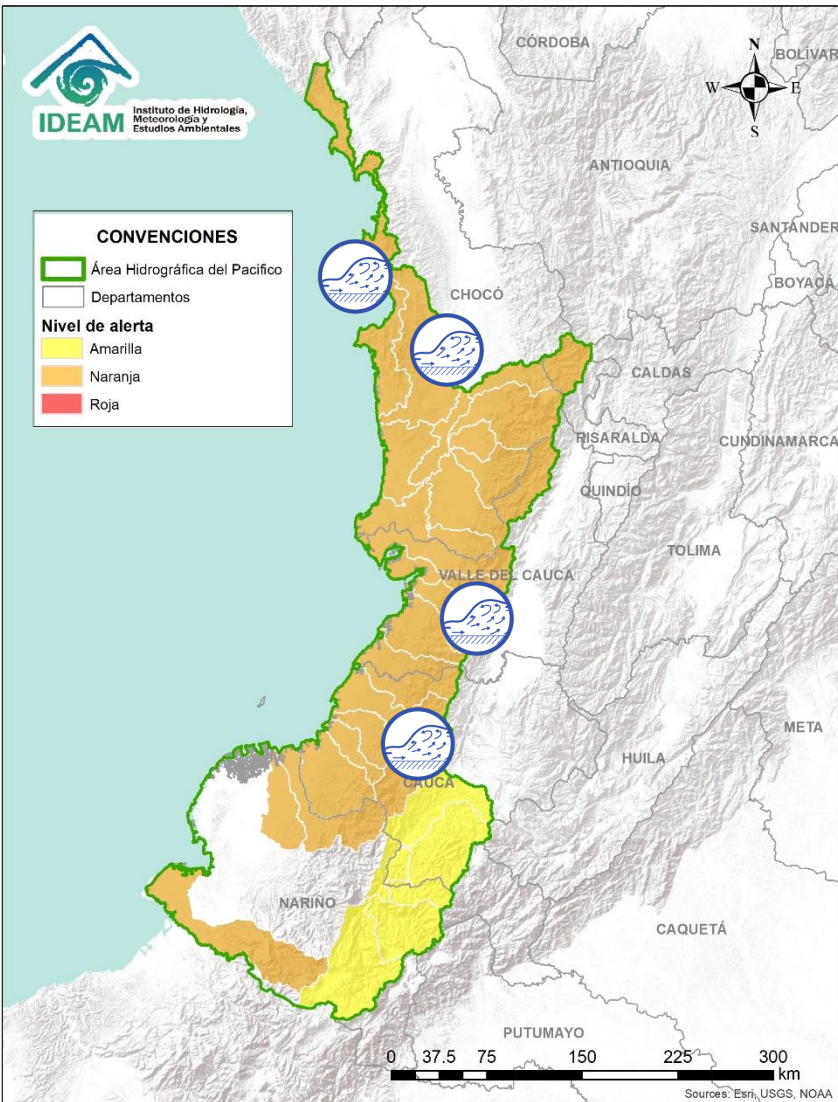 IDEAM
Instituto de Hidrología,
Meteorología y
Estudios Ambientales
CÓRDOBA
BOLÍVAR
N
W
E
S
ANTIOQUIA
SANTANDER
BOYACÁ
CONVENCIONES
Área Hidrográfica del Pacifico
Departamentos
Nivel de alerta
Amarilla
Naranja
Roja
CHOCÓ
CALDAS
RISARALDA
CUNDINAMARCA
QUINDÍO
TOLIMA
VALLE DEL CAUCA
META
HUILA
CAUCA
NARIÑO
CAQUETÁ
PUTUMAYO
0 37.5 75 150 225 300
km
Sources: Esri, USGS, NOAA